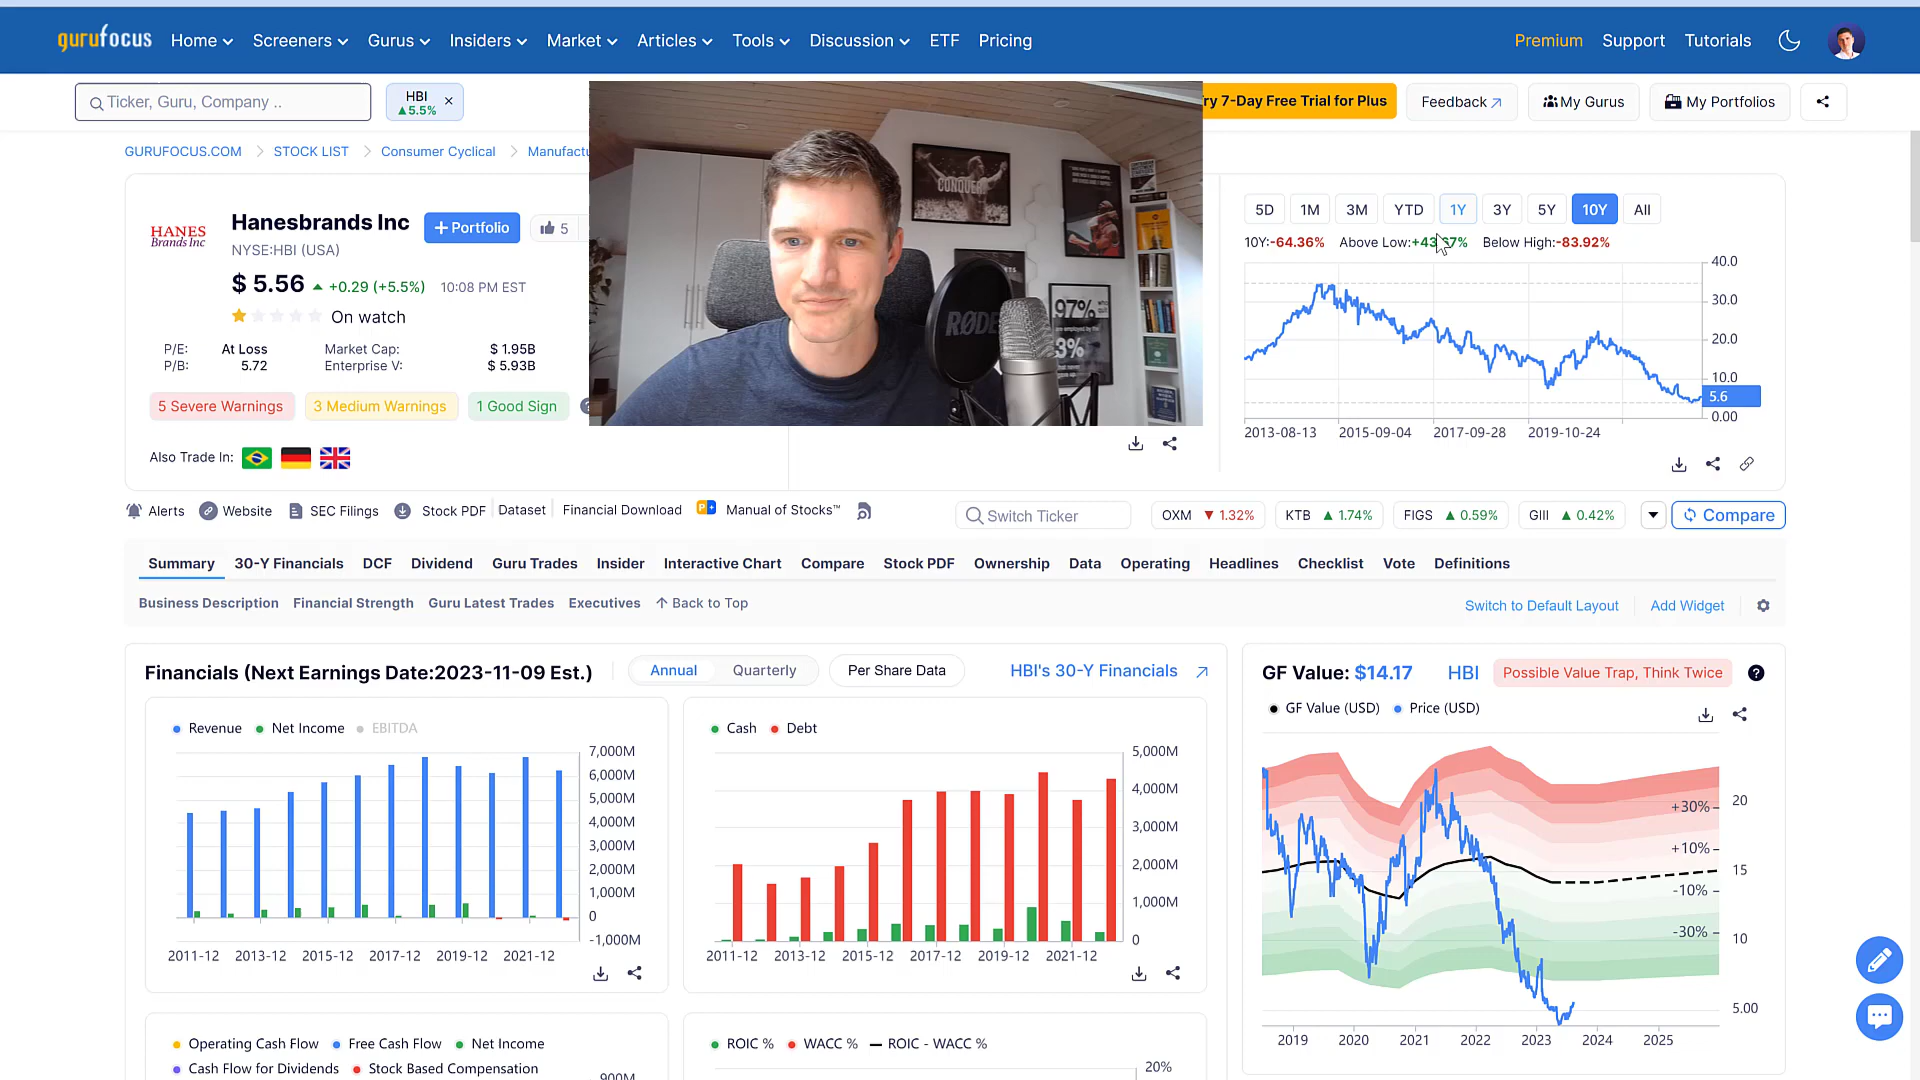 gurufocus
Home
Screeners
Gurus
Insiders
Market
Articles
Tools
Discussion
ETF
Pricing
Premium
Support
Tutorials
Ticker, Guru, Company ..
HBI
5.5%
ry 7-Day Free Trial for Plus
Feedback
My Gurus
My Portfolios
GURUFOCUS.COM
STOCK LIST
Consumer Cyclical
Manufactu
HANES
Brands Inc
Hanesbrands Inc
+ Portfolio
5
NYSE:HBI (USA)
$ 5.56
+0.29 (+5.5%)
10:08 PM EST
On watch
P/E: At Loss
Market Cap: $ 1.95B
P/B: 5.72
Enterprise V: $ 5.93B
5 Severe Warnings
3 Medium Warnings
1 Good Sign
Also Trade In:
CONQUER
RØDE
97%
3%
5D
1M
3M
YTD
1Y
3Y
5Y
10Y
All
10Y:-64.36%
Above Low:+43.37%
Below High:-83.92%
40.0
30.0
20.0
10.0
5.6
0.00
2013-08-13
2015-09-04
2017-09-28
2019-10-24
Alerts
Website
SEC Filings
Stock PDF
Dataset
Financial Download
Manual of Stocks™
Switch Ticker
OXM 1.32%
KTB 1.74%
FIGS 0.59%
GIII 0.42%
Compare
Summary
30-Y Financials
DCF
Dividend
Guru Trades
Insider
Interactive Chart
Compare
Stock PDF
Ownership
Data
Operating
Headlines
Checklist
Vote
Definitions
Business Description
Financial Strength
Guru Latest Trades
Executives
Back to Top
Switch to Default Layout
Add Widget
Financials (Next Earnings Date:2023-11-09 Est.)
Annual
Quarterly
Per Share Data
HBI's 30-Y Financials
Revenue
Net Income
EBITDA
7,000M
6,000M
5,000M
4,000M
3,000M
2,000M
1,000M
0
-1,000M
2011-12
2013-12
2015-12
2017-12
2019-12
2021-12
Cash
Debt
5,000M
4,000M
3,000M
2,000M
1,000M
0
2011-12
2013-12
2015-12
2017-12
2019-12
2021-12
GF Value: $14.17
HBI
Possible Value Trap, Think Twice
?
GF Value (USD)
Price (USD)
+30%
+10%
-10%
-30%
20
15
10
5.00
2019
2020
2021
2022
2023
2024
2025
Operating Cash Flow
Free Cash Flow
Net Income
Cash Flow for Dividends
Stock Based Compensation
900M
ROIC %
WACC %
ROIC - WACC %
20%